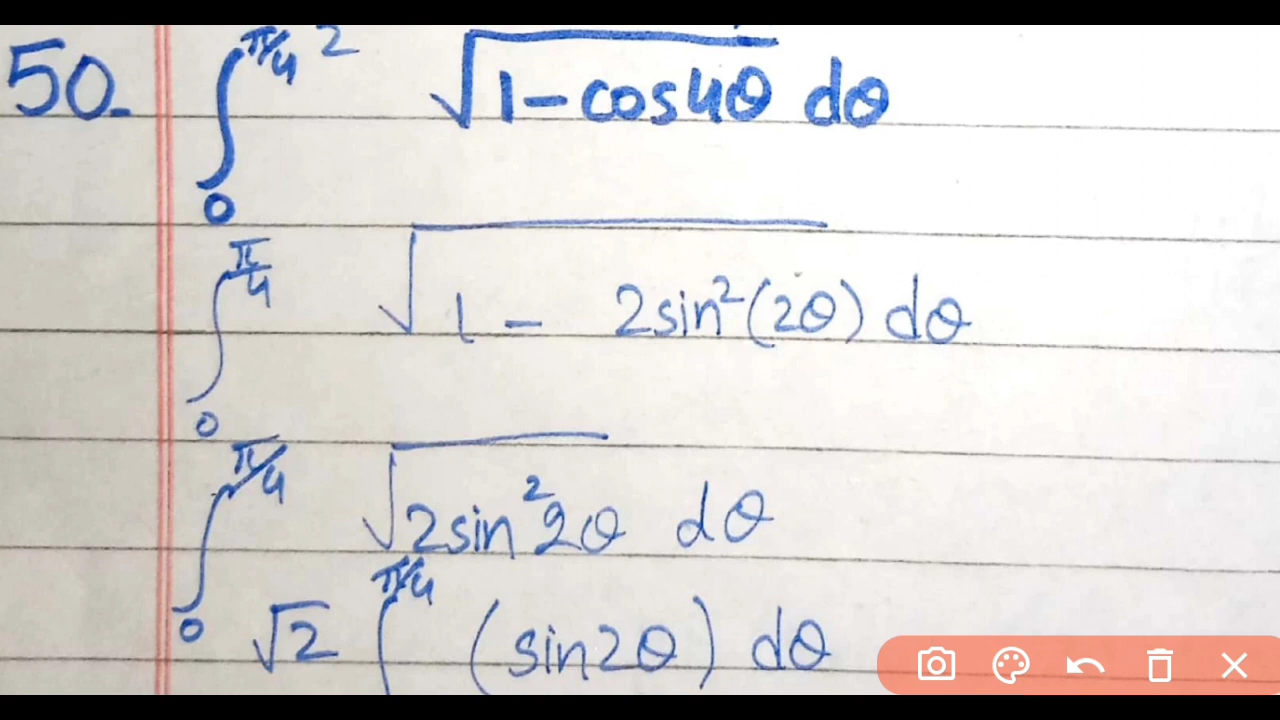 50. ∫₀^π/4 2 √1-cos4θ dθ
∫₀^π/4 √1 - 2sin²(2θ) dθ
∫₀^π/4 √2sin²2θ dθ
√2 ∫^π/4 (sin2θ) dθ